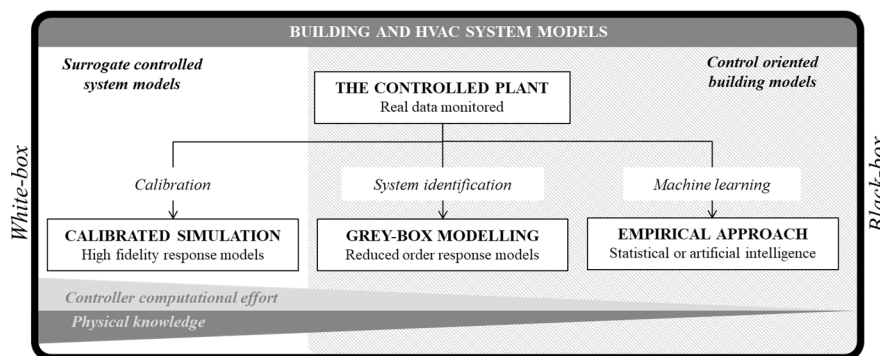 BUILDING AND HVAC SYSTEM MODELS
Surrogate controlled
system models
Control oriented
building models
THE CONTROLLED PLANT
Real data monitored
White-box
Black-box
Calibration
System identification
Machine learning
CALIBRATED SIMULATION
High fidelity response models
GREY-BOX MODELLING
Reduced order response models
EMPIRICAL APPROACH
Statistical or artificial intelligence
Controller computational effort
Physical knowledge